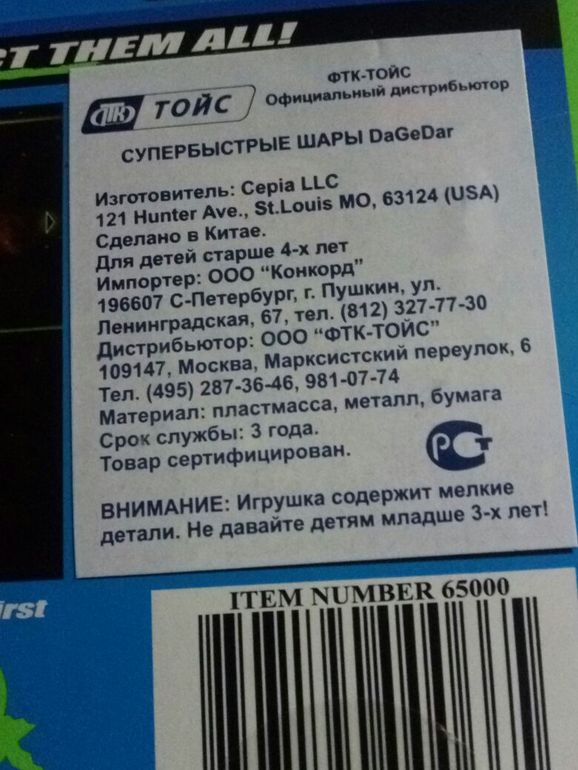 CT THEM ALL!
ФТК ТОЙС
ФТК-ТОЙС
Официальный дистрибьютор
СУПЕРБЫСТРЫЕ ШАРЫ DaGeDar
Изготовитель: Cepia LLC
121 Hunter Ave., St.Louis MO, 63124 (USA)
Сделано в Китае.
Для детей старше 4-х лет
Импортер: ООО "Конкорд"
196607 С-Петербург, г. Пушкин, ул.
Ленинградская, 67, тел. (812) 327-77-30
Дистрибьютор: ООО "ФТК-ТОЙС"
109147, Москва, Марксистский переулок, 6
Тел. (495) 287-36-46, 981-07-74
Материал: пластмасса, металл, бумага
Срок службы: 3 года.
Товар сертифицирован.
РСТ
ВНИМАНИЕ: Игрушка содержит мелкие
детали. Не давайте детям младше 3-х лет!
irst
ITEM NUMBER 65000